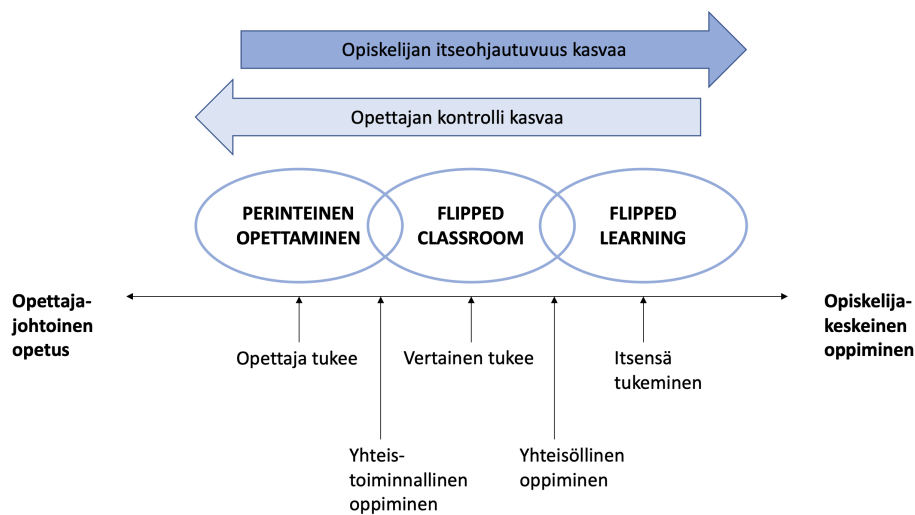 Opiskelijan itseohjautuvuus kasvaa
Opettajan kontrolli kasvaa
PERINTEINEN
OPETTAMINEN
FLIPPED
CLASSROOM
FLIPPED
LEARNING
Opettaja-
johtoinen
opetus
Opiskelija-
keskeinen
oppiminen
Opettaja tukee
Vertainen tukee
Itsensä
tukeminen
Yhteis-
toiminnallinen
oppiminen
Yhteisöllinen
oppiminen